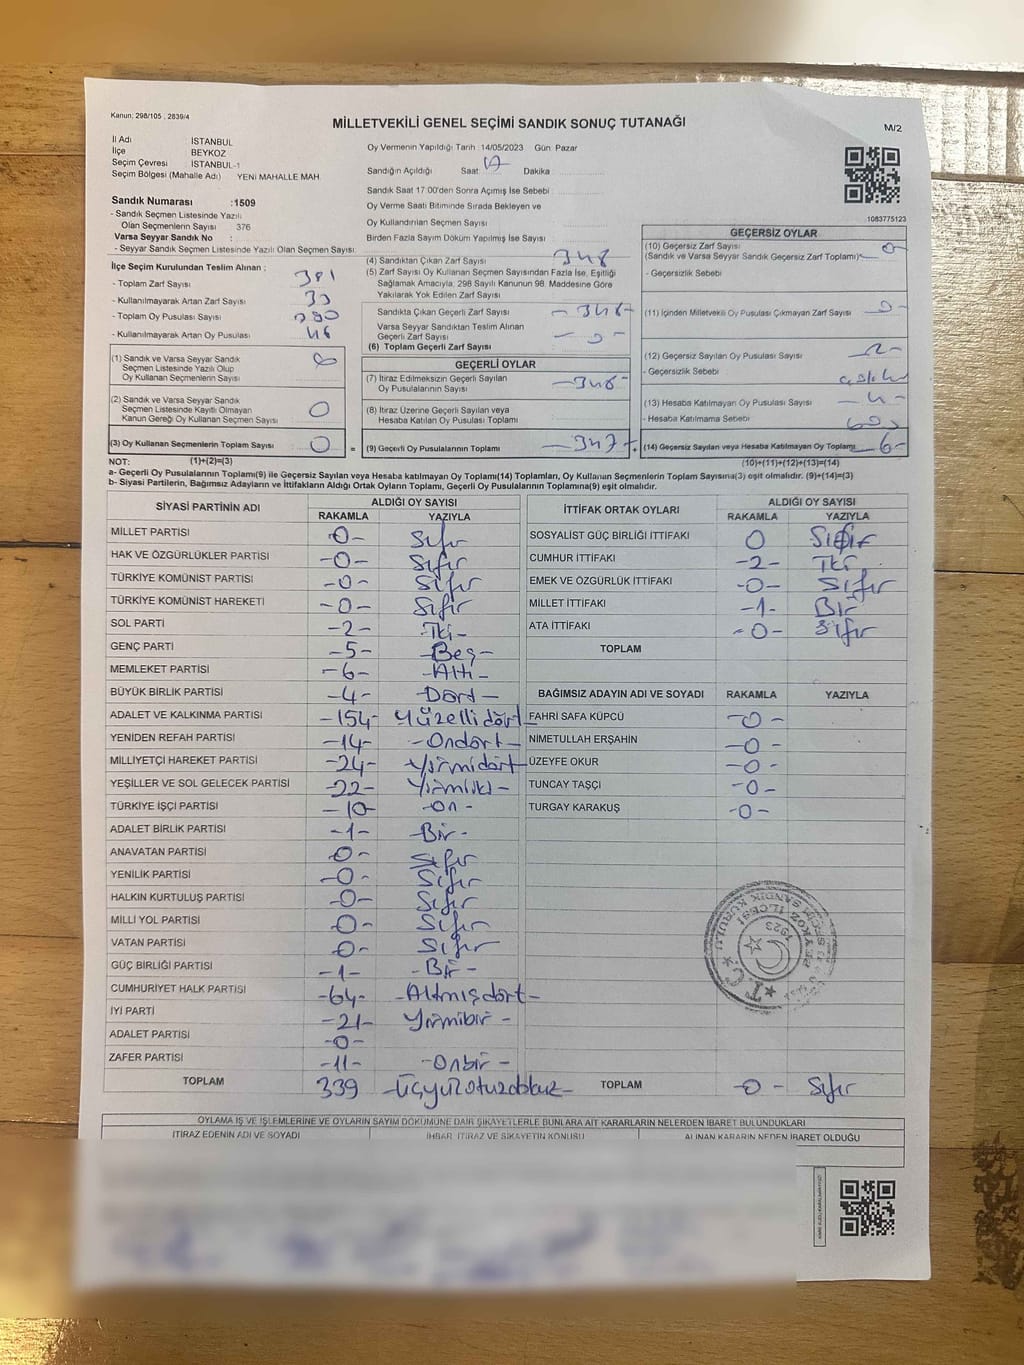 Kanun: 298/105 , 2839/4
MİLLETVEKİLİ GENEL SEÇİMİ SANDIK SONUÇ TUTANAĞI
M/2
İl Adı İSTANBUL
İlçe BEYKOZ
Seçim Çevresi İSTANBUL-1
Seçim Bölgesi (Mahalle Adı) YENİ MAHALLE MAH.
Sandık Numarası :1509
- Sandık Seçmen Listesinde Yazılı
Olan Seçmen Sayısı 376
Varsa Seyyar Sandık No :
- Seyyar Sandık Seçmen Listesinde Yazılı Olan Seçmen Sayısı:
Oy Vermenin Yapıldığı Tarih :14/05/2023 Gün: Pazar
Sandığın Açıldığı Saat: Dakika
Sandık Saat 17:00'den Sonra Açımış İse Sebebi
Oy Verme Saati Bitiminde Sırada Bekleyen ve
Oy Kullandırılan Seçmen Sayısı
Birden Fazla Sayım Döküm Yapılmış İse Sayısı
1083775123
İlçe Seçim Kurulundan Teslim Alınan :
- Toplam Zarf Sayısı 381
- Kullanılmayarak Artan Zarf Sayısı 33
- Toplam Oy Pusulası Sayısı
- Kullanılmayarak Artan Oy Pusulası 46
(1) Sandık ve Varsa Seyyar Sandık
Seçmen Listesinde Yazılı Olup
Oy Kullanan Seçmenlerin Sayısı
(2) Sandık ve Varsa Seyyar Sandık
Seçmen Listesinde Kayıtlı Olmayan
Kanun Gereği Oy Kullanan Seçmen Sayısı 0
(3) Oy Kullanan Seçmenlerin Toplam Sayısı 0
(1)+(2)=(3)
(4) Sandıktan Çıkan Zarf Sayısı 348
(5) Zarf Sayısı Oy Kullanan Seçmen Sayısından Fazla İse, Eşitliği
Sağlamak Amacıyla, 298 Sayılı Kanunun 98. Maddesine Göre
Yakılarak Yok Edilen Zarf Sayısı
Sandıkta Çıkan Geçerli Zarf Sayısı
Varsa Seyyar Sandıktan Teslim Alınan
Geçerli Zarf Sayısı - 0 -
(6) Toplam Geçerli Zarf Sayısı
GEÇERLİ OYLAR
(7) İtiraz Edilmeksizin Geçerli Sayılan
Oy Pusulalarının Sayısı
(8) İtiraz Üzerine Geçerli Sayılan veya
Hesaba Katılan Oy Pusulası Toplamı
= (9) Geçerli Oy Pusulalarının Toplamı -347- +
GEÇERSİZ OYLAR
(10) Geçersiz Zarf Sayısı
(Sandık ve Varsa Seyyar Sandık Geçersiz Zarf Toplamı) 0-
- Geçersizlik Sebebi
(11) İçinden Milletvekili Oy Pusulası Çıkmayan Zarf Sayısı -0-
(12) Geçersiz Sayılan Oy Pusulası Sayısı -2-
- Geçersizlik Sebebi
(13) Hesaba Katılmayan Oy Pusulası Sayısı
- Hesaba Katılmama Sebebi
(14) Geçersiz Sayılan veya Hesaba Katılmayan Oy Toplamı -6-
(10)+(11)+(12)+(13)=(14)
NOT:
a- Geçerli Oy Pusulalarının Toplamı(9) ile Geçersiz Sayılan veya Hesaba katılmayan Oy Toplamı(14) Toplamları, Oy Kullanan Seçmenlerin Toplam Sayısına(3) eşit olmalıdır. (9)+(14)=(3)
b- Siyasi Partilerin, Bağımsız Adayların ve İttifakların Aldığı Ortak Oyların Toplamı, Geçerli Oy Pusulalarının Toplamına(9) eşit olmalıdır.
SİYASİ PARTİNİN ADI ALDIĞI OY SAYISI
RAKAMLA YAZIYLA
MİLLET PARTİSİ -0- Sıfır
HAK VE ÖZGÜRLÜKLER PARTİSİ -0- Sıfır
TÜRKİYE KOMÜNİST PARTİSİ -0- Sıfır
TÜRKİYE KOMÜNİST HAREKETİ -0- Sıfır
SOL PARTİ -2- İki-
GENÇ PARTİ -5- -Beş-
MEMLEKET PARTİSİ -6- -Altı-
BÜYÜK BİRLİK PARTİSİ -4- -Dört-
ADALET VE KALKINMA PARTİSİ -154- Yüzellidört-
YENİDEN REFAH PARTİSİ -14- -Ondört-
MİLLİYETÇİ HAREKET PARTİSİ -24- -Yirmidört-
YEŞİLLER VE SOL GELECEK PARTİSİ -22- Yirmiiki-
TÜRKİYE İŞÇİ PARTİSİ -10- -On-
ADALET BİRLİK PARTİSİ -1- -Bir-
ANAVATAN PARTİSİ -0- Sıfır
YENİLİK PARTİSİ -0- Sıfır
HALKIN KURTULUŞ PARTİSİ -0- Sıfır
MİLLİ YOL PARTİSİ -0- Sıfır
VATAN PARTİSİ -0- Sıfır
GÜÇ BİRLİĞİ PARTİSİ -1- -Bir-
CUMHURİYET HALK PARTİSİ -64- -Altmışdört-
İYİ PARTİ -21- Yirmibir-
ADALET PARTİSİ -0-
ZAFER PARTİSİ -11- -Onbir-
TOPLAM 339 -Üçyüzotuzdokuz-
İTTİFAK ORTAK OYLARI ALDIĞI OY SAYISI
RAKAMLA YAZIYLA
SOSYALİST GÜÇ BİRLİĞİ İTTİFAKI 0 Sıfır
CUMHUR İTTİFAKI -2- İki
EMEK VE ÖZGÜRLÜK İTTİFAKI -0- Sıfır
MİLLET İTTİFAKI -1- Bir
ATA İTTİFAKI -0- Sıfır
TOPLAM
BAĞIMSIZ ADAYIN ADI VE SOYADI RAKAMLA YAZIYLA
FAHRİ SAFA KÜPCÜ -0-
NİMETULLAH ERŞAHİN -0-
ÜZEYFE OKUR -0-
TUNCAY TAŞÇI -0-
TURGAY KARAKUŞ -0-
TOPLAM -0- Sıfır
T.C.
1923
OYLAMA İŞ VE İŞLEMLERİNE VE OYLARIN SAYIM DÖKÜMÜNE DAİR ŞİKAYETLERLE BUNLARA AİT KARARLARIN NELERDEN İBARET BULUNDUKLARI
İTİRAZ EDENİN ADI VE SOYADI İHBAR, İTİRAZ VE ŞİKAYETİN KONUSU ALINAN KARARIN NEDEN İBARET OLDUĞU